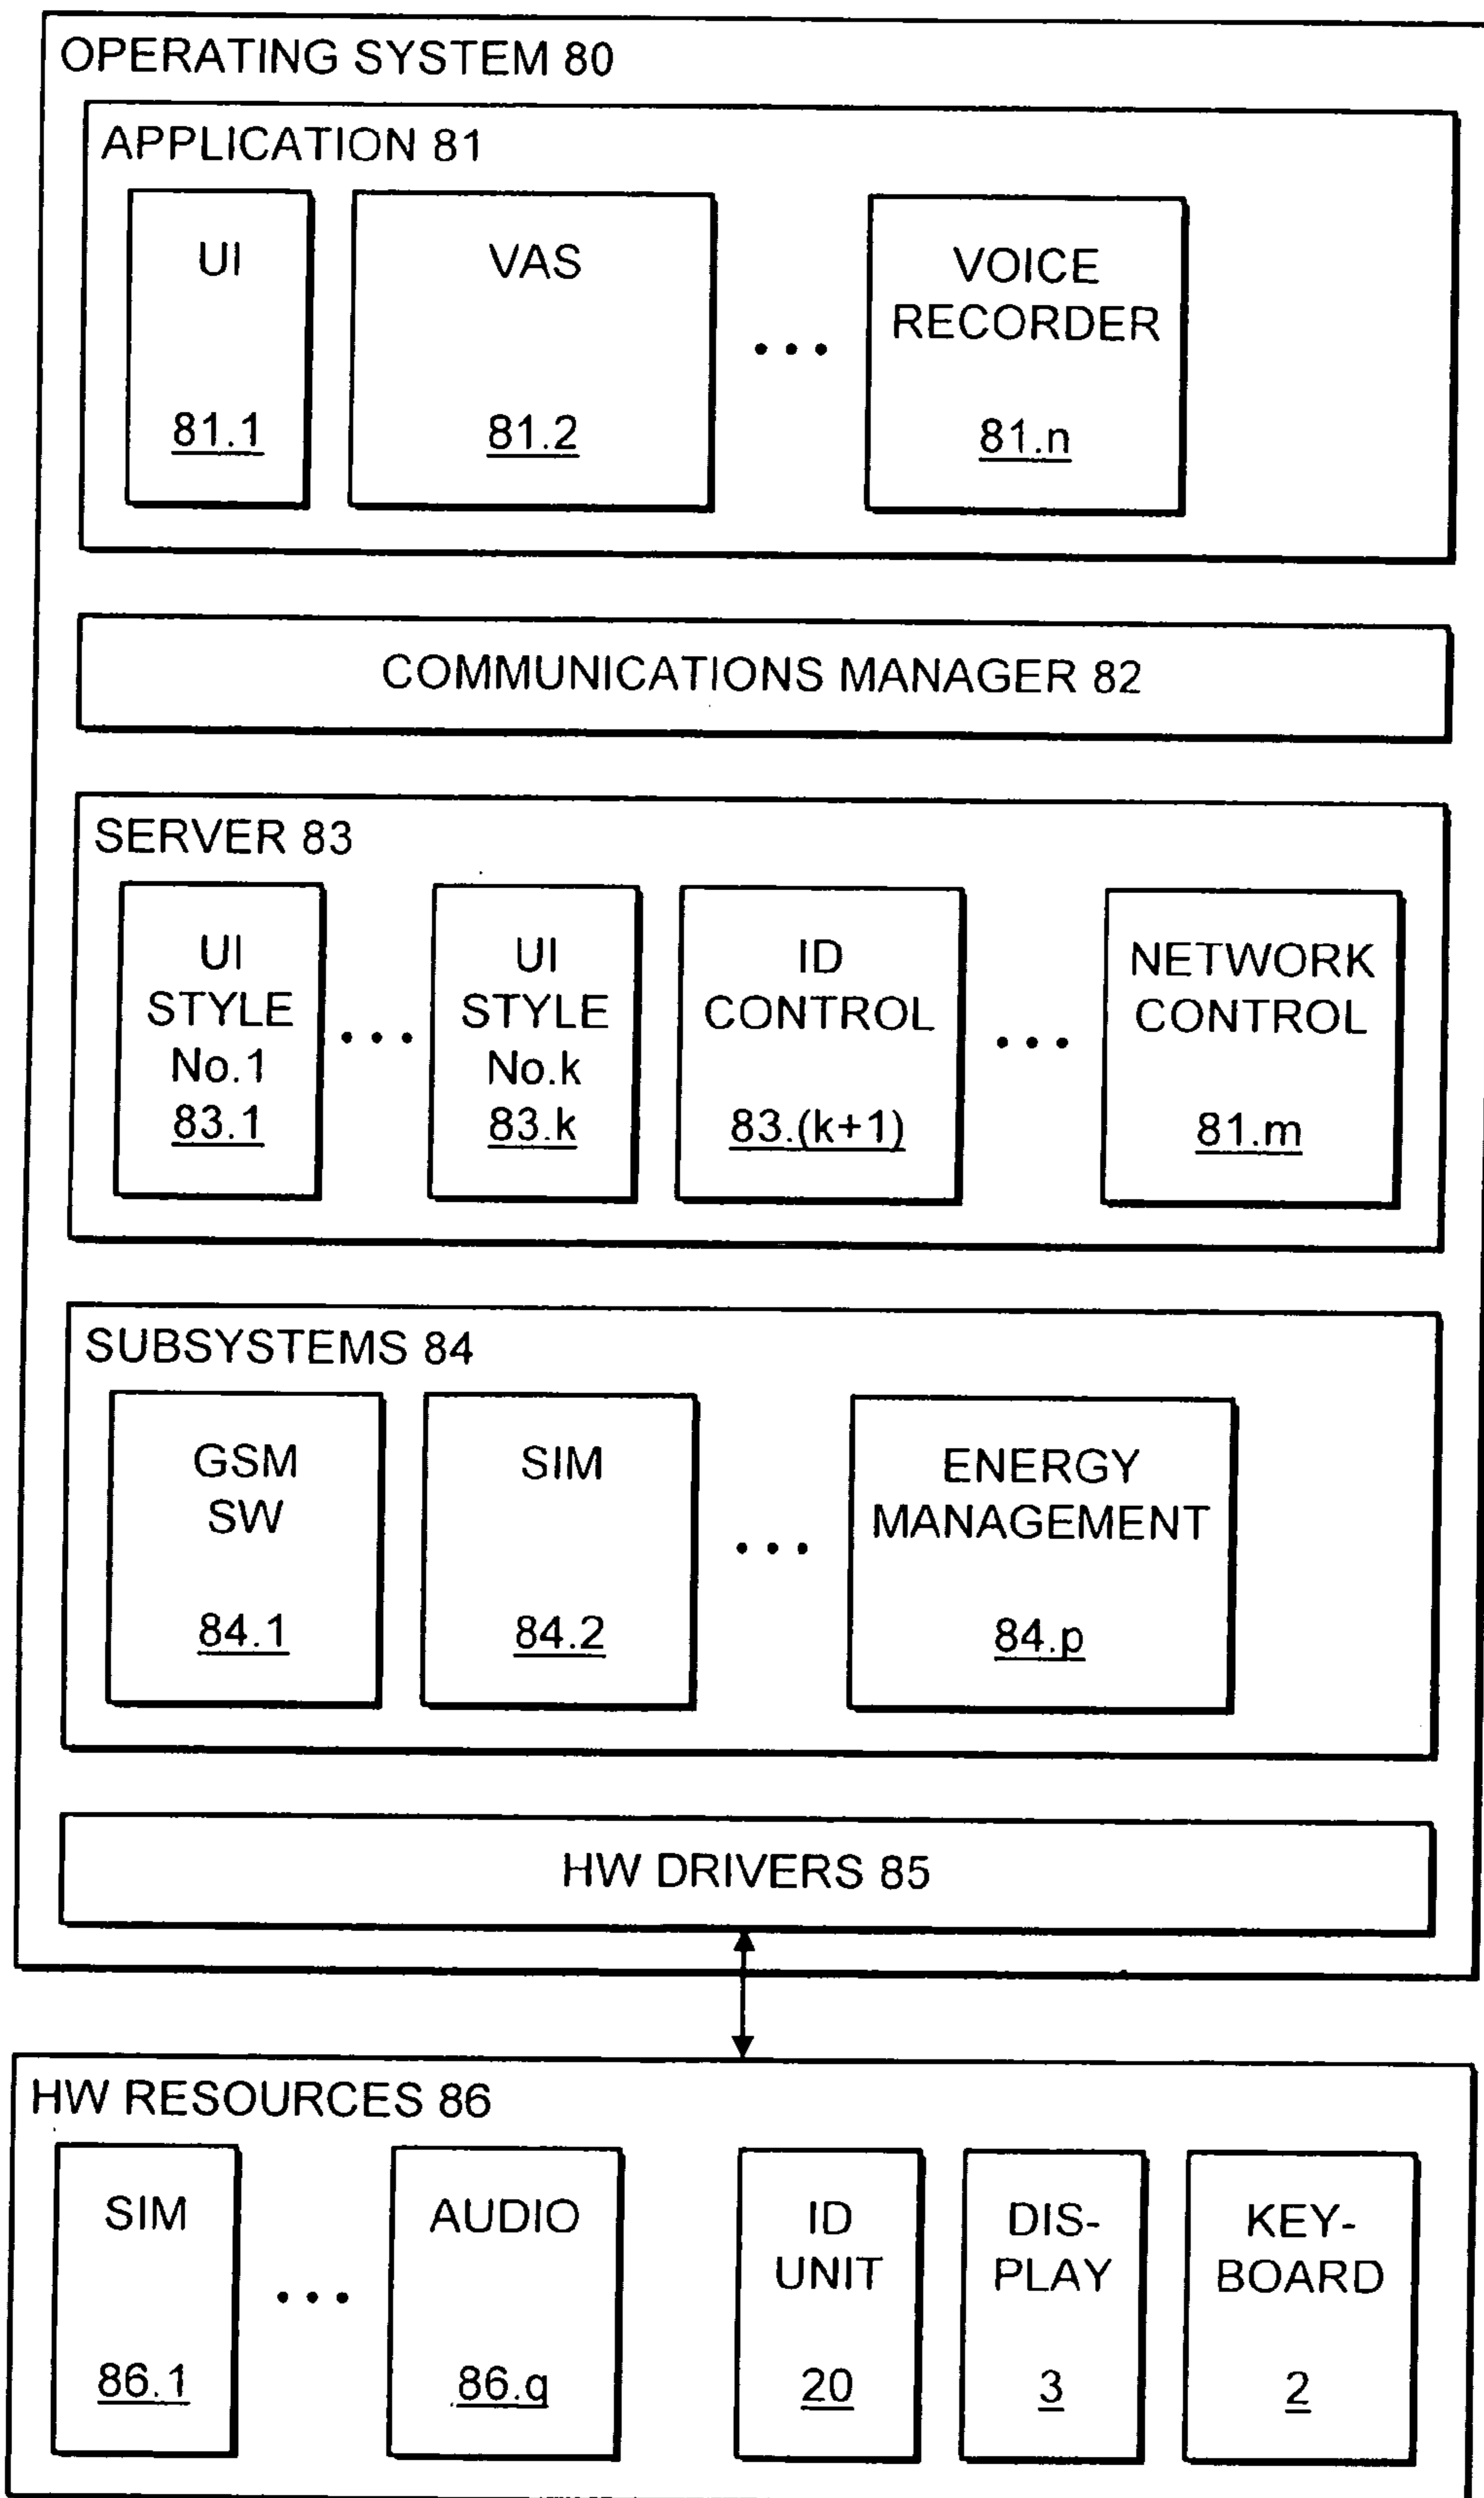 OPERATING SYSTEM 80
APPLICATION 81
UI
81.1
VAS
81.2
...
VOICE
RECORDER
81.n
COMMUNICATIONS MANAGER 82
SERVER 83
UI
STYLE
No.1
83.1
...
UI
STYLE
No.k
83.k
ID
CONTROL
83.(k+1)
...
NETWORK
CONTROL
81.m
SUBSYSTEMS 84
GSM
SW
84.1
SIM
84.2
...
ENERGY
MANAGEMENT
84.p
HW DRIVERS 85
HW RESOURCES 86
SIM
86.1
...
AUDIO
86.q
ID
UNIT
20
DIS-
PLAY
3
KEY-
BOARD
2